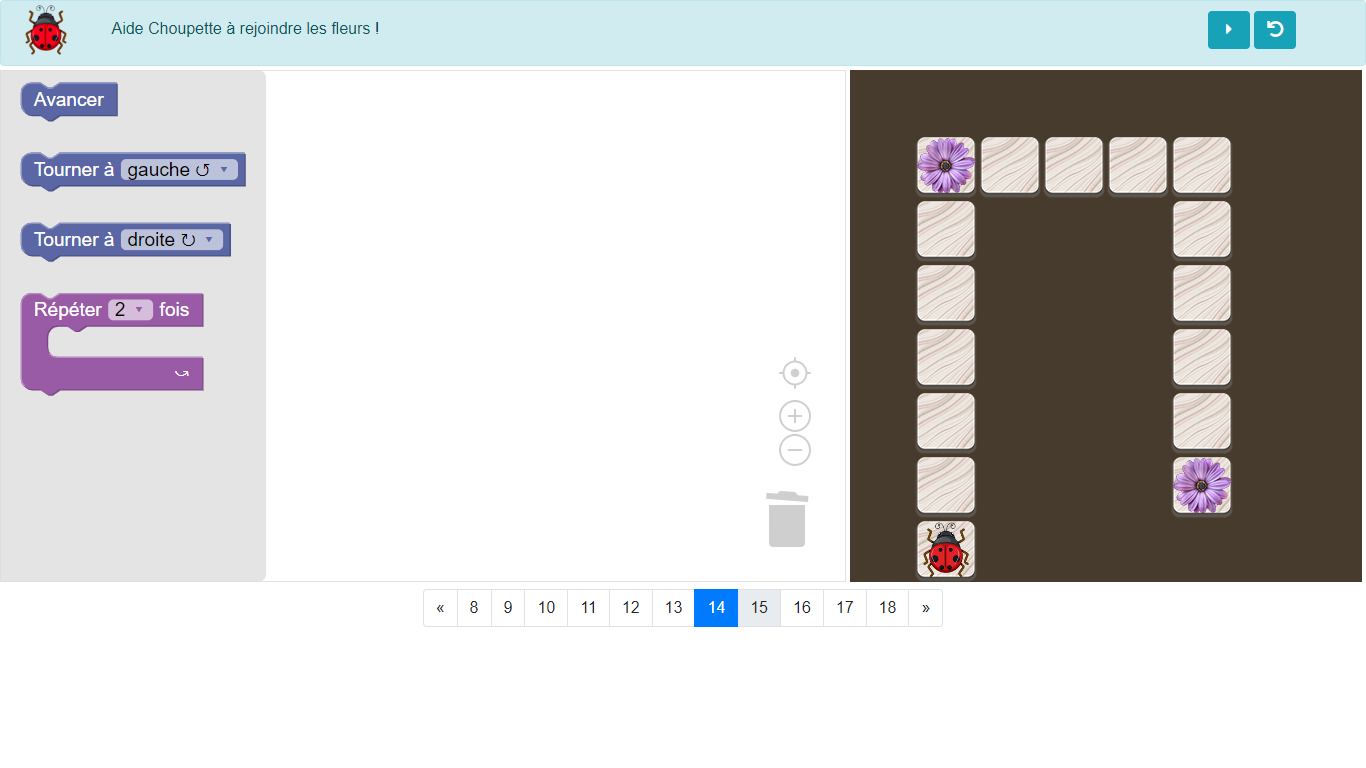 Aide Choupette à rejoindre les fleurs !
Avancer
Tourner à gauche ↺ ▾
Tourner à droite ↻ ▾
Répéter 2 ▾ fois
« 8 9 10 11 12 13 14 15 16 17 18 »